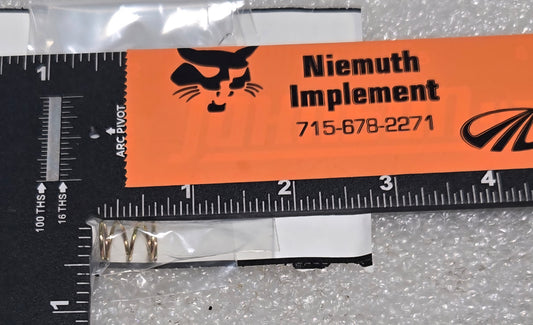 1
Niemuth
Implement
715-678-2271
ARC PIVOT
100 THS
16 THS
1
2
3
4
1